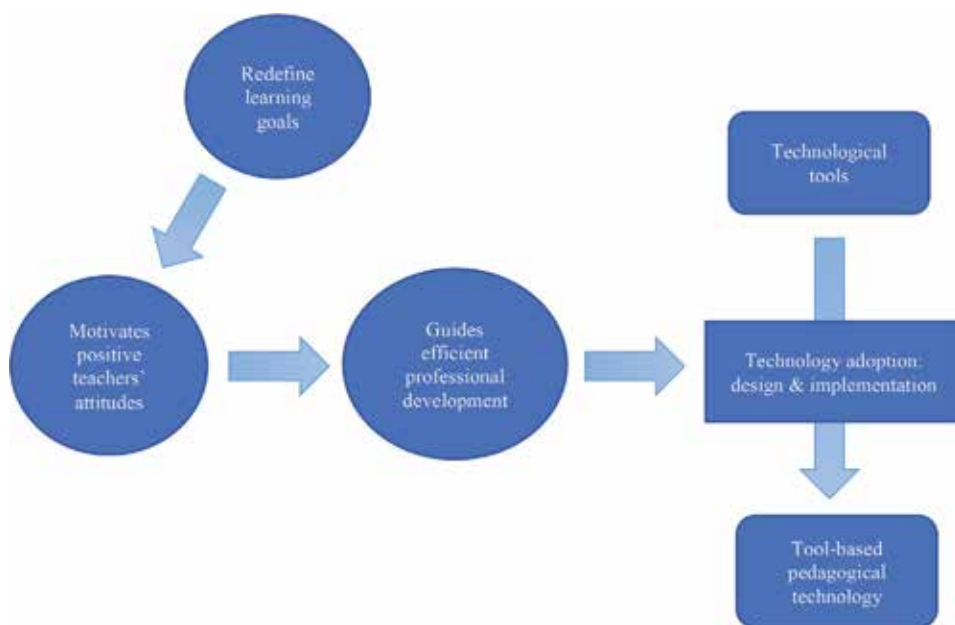 Redefine
learning
goals
Technological
tools
Motivates
positive
teachers’
attitudes
Guides
efficient
professional
development
Technology adoption:
design & implementation
Tool-based
pedagogical
technology